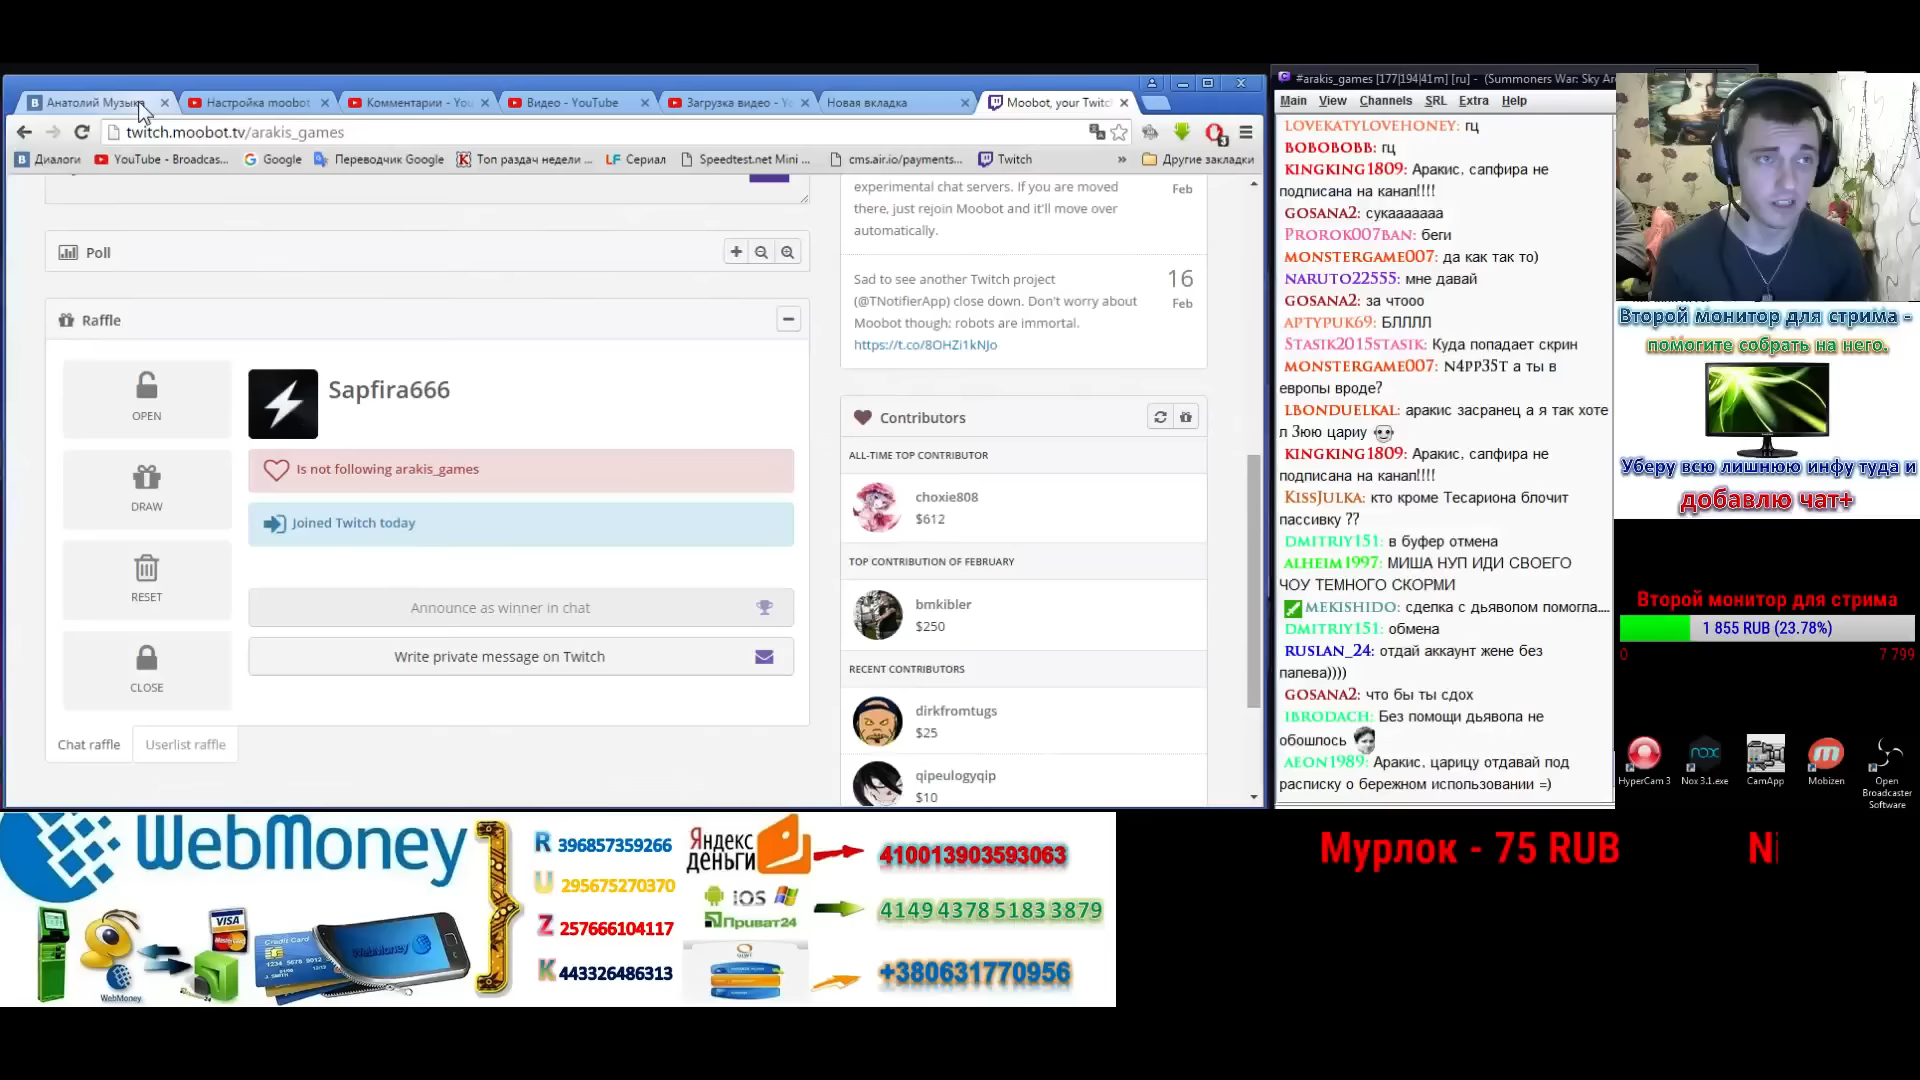 Анатолий Музыка
Настройка moobot
Комментарии - You
Видео - YouTube
Загрузка видео - Yo
Новая вкладка
Moobot, your Twitch
twitch.moobot.tv/arakis_games
Диалоги
YouTube - Broadcas...
Google
Переводчик Google
Топ раздач недели ...
LF Сериал
Speedtest.net Mini ...
cms.air.io/payments...
Twitch
»
Другие закладки
Poll
Raffle
OPEN
DRAW
RESET
CLOSE
Sapfira666
Is not following arakis_games
Joined Twitch today
Announce as winner in chat
Write private message on Twitch
Chat raffle
Userlist raffle
experimental chat servers. If you are moved
there, just rejoin Moobot and it'll move over
automatically.
Feb
Sad to see another Twitch project
(@TNotifierApp) close down. Don't worry about
Moobot though; robots are immortal.
https://t.co/8OHZi1kNJo
16
Feb
Contributors
ALL-TIME TOP CONTRIBUTOR
choxie808
$612
TOP CONTRIBUTION OF FEBRUARY
bmkibler
$250
RECENT CONTRIBUTORS
dirkfromtugs
$25
qipeulogyqip
$10
#arakis_games [177|194|41m] [ru] - (Summoners War: Sky Are
Main View Channels SRL Extra Help
LOVEKATYLOVEHONEY: гц
BOBOBOBB: гц
KINGKING1809: Аракис, сапфира не
подписана на канал!!!!
GOSANA2: сукааааааа
PROROK007BAN: беги
MONSTERGAME007: да как так то)
NARUTO22555: мне давай
GOSANA2: за чтооо
APTYPUK69: БЛЛЛЛ
STASIK2015STASIK: Куда попадает скрин
MONSTERGAME007: N4PP35T а ты в
европы вроде?
LBONDUELKAL: аракис засранец а я так хоте
л Зюю цариу
KINGKING1809: Аракис, сапфира не
подписана на канал!!!!
KISSJULKA: кто кроме Тесариона блочит
пассивку ??
DMITRIY151: в буфер отмена
ALHEIM1997: МИША НУП ИДИ СВОЕГО
ЧОУ ТЕМНОГО СКОРМИ
MEKISHIDO: сделка с дьяволом помогла....
DMITRIY151: обмена
RUSLAN_24: отдай аккаунт жене без
палева))))
GOSANA2: что бы ты сдох
IBRODACH: Без помощи дьявола не
обошлось
AEON1989: Аракис, царицу отдавай под
расписку о бережном использовании =)
Второй монитор для стрима -
помогите собрать на него.
Уберу всю лишнюю инфу туда и
добавлю чат+
Второй монитор для стрима
1 855 RUB (23.78%)
0
7 799
HyperCam 3
Nox 3.1.exe
CamApp
Mobizen
Open
Broadcaster
Software
Мурлок - 75 RUB
Ni
WebMoney
VISA
MasterCard
Credit Card
WebMoney
WebMoney
R 396857359266
U 295675270370
Z 257666104117
K 443326486313
Яндекс
деньги
410013903593063
iOS
Приват24
4149 4378 5183 3879
+380631770956